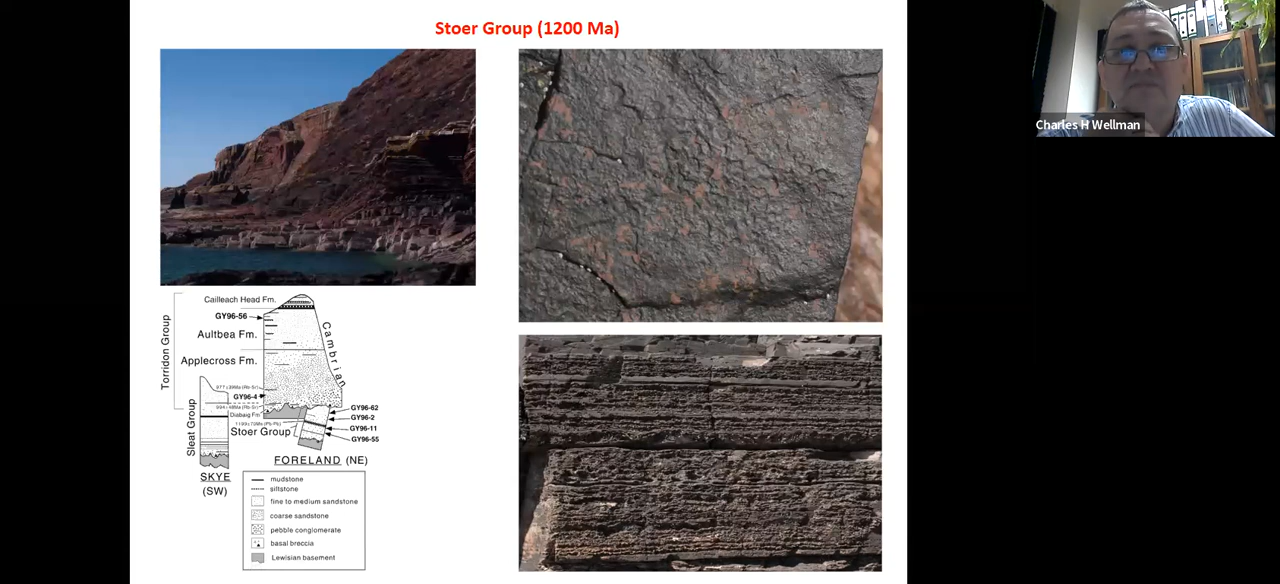 Stoer Group (1200 Ma)
Charles H Wellman
Cailleach Head Fm.
GY96-56
Torridon Group
Aultbea Fm.
Applecross Fm.
Cambrian
GY96-4
Diabaig Fm
GY96-62
GY96-2
GY96-11
GY96-55
Sleat Group
Stoer Group
FORELAND (NE)
SKYE
(SW)
mudstone
siltstone
fine to medium sandstone
coarse sandstone
pebble conglomerate
basal breccia
Lewisian basement